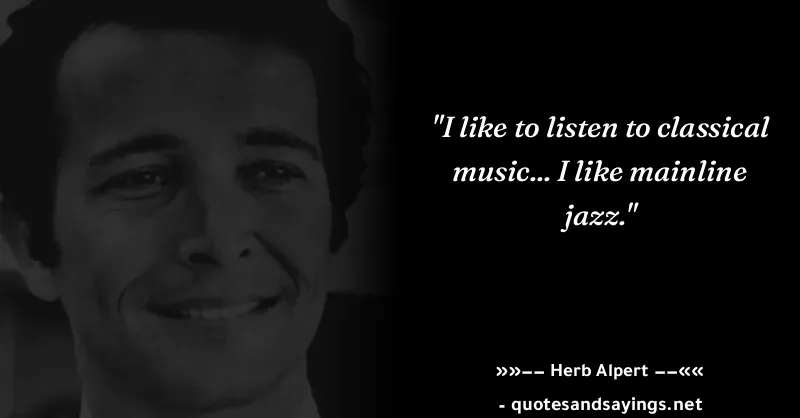 "I like to listen to classical
music... I like mainline
jazz."
»»–– Herb Alpert ––««
- quotesandsayings.net